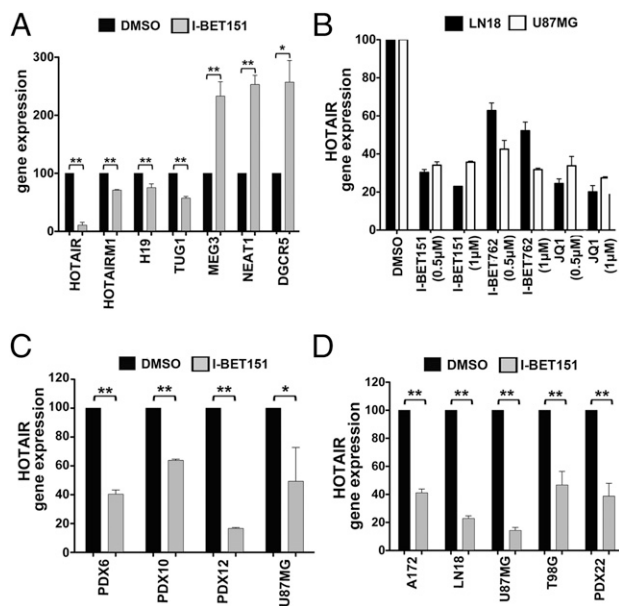 A
DMSO I-BET151
gene expression
300
200
100
0
** ** ** ** ** ** *
HOTAIR
HOTAIRM1
H19
TUG1
MEG3
NEAT1
DGCR5
B
LN18 U87MG
HOTAIR
gene expression
100
80
60
40
20
0
DMSO
I-BET151
(0.5µM)
I-BET151
(1µM)
I-BET762
(0.5µM)
I-BET762
(1µM)
JQ1
(0.5µM)
JQ1
(1µM)
C
DMSO I-BET151
HOTAIR
gene expression
120
100
80
60
40
20
0
** ** ** *
PDX6
PDX10
PDX12
U87MG
D
DMSO I-BET151
HOTAIR
gene expression
120
100
80
60
40
20
0
** ** ** ** **
A172
LN18
U87MG
T98G
PDX22